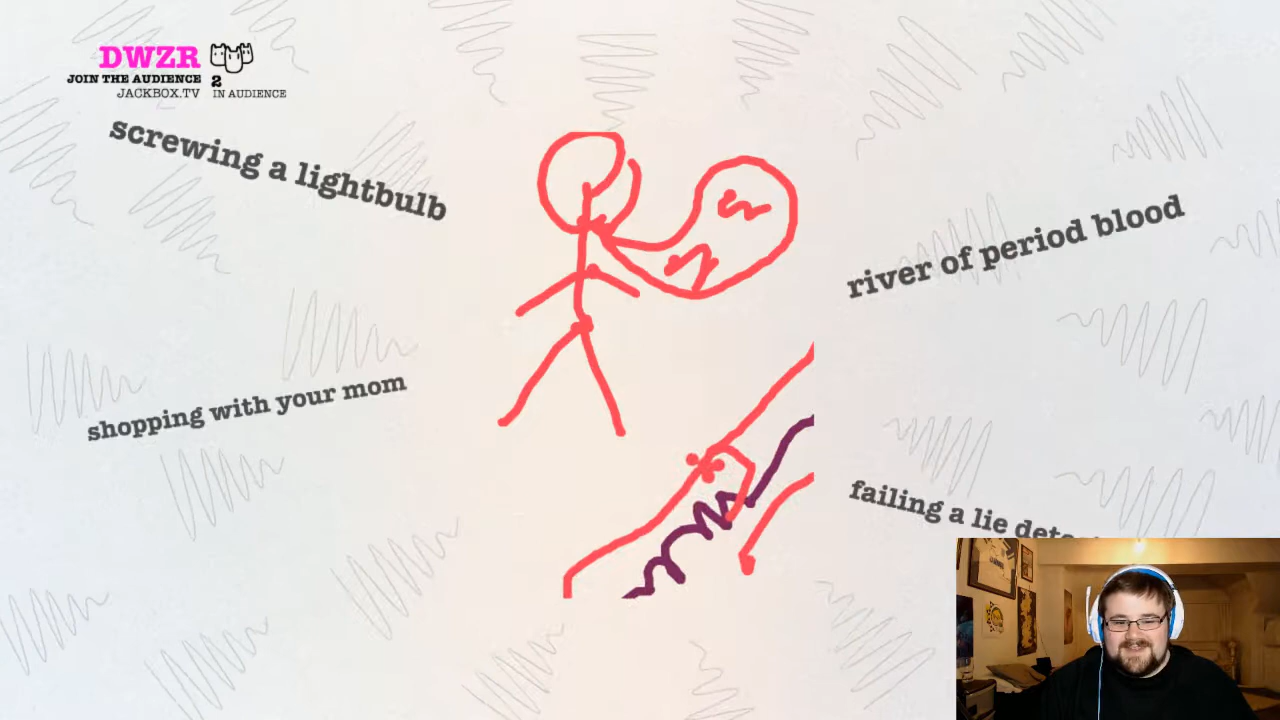 DWZR
JOIN THE AUDIENCE
JACKBOX.TV
2
IN AUDIENCE
screwing a lightbulb
river of period blood
shopping with your mom
failing a lie